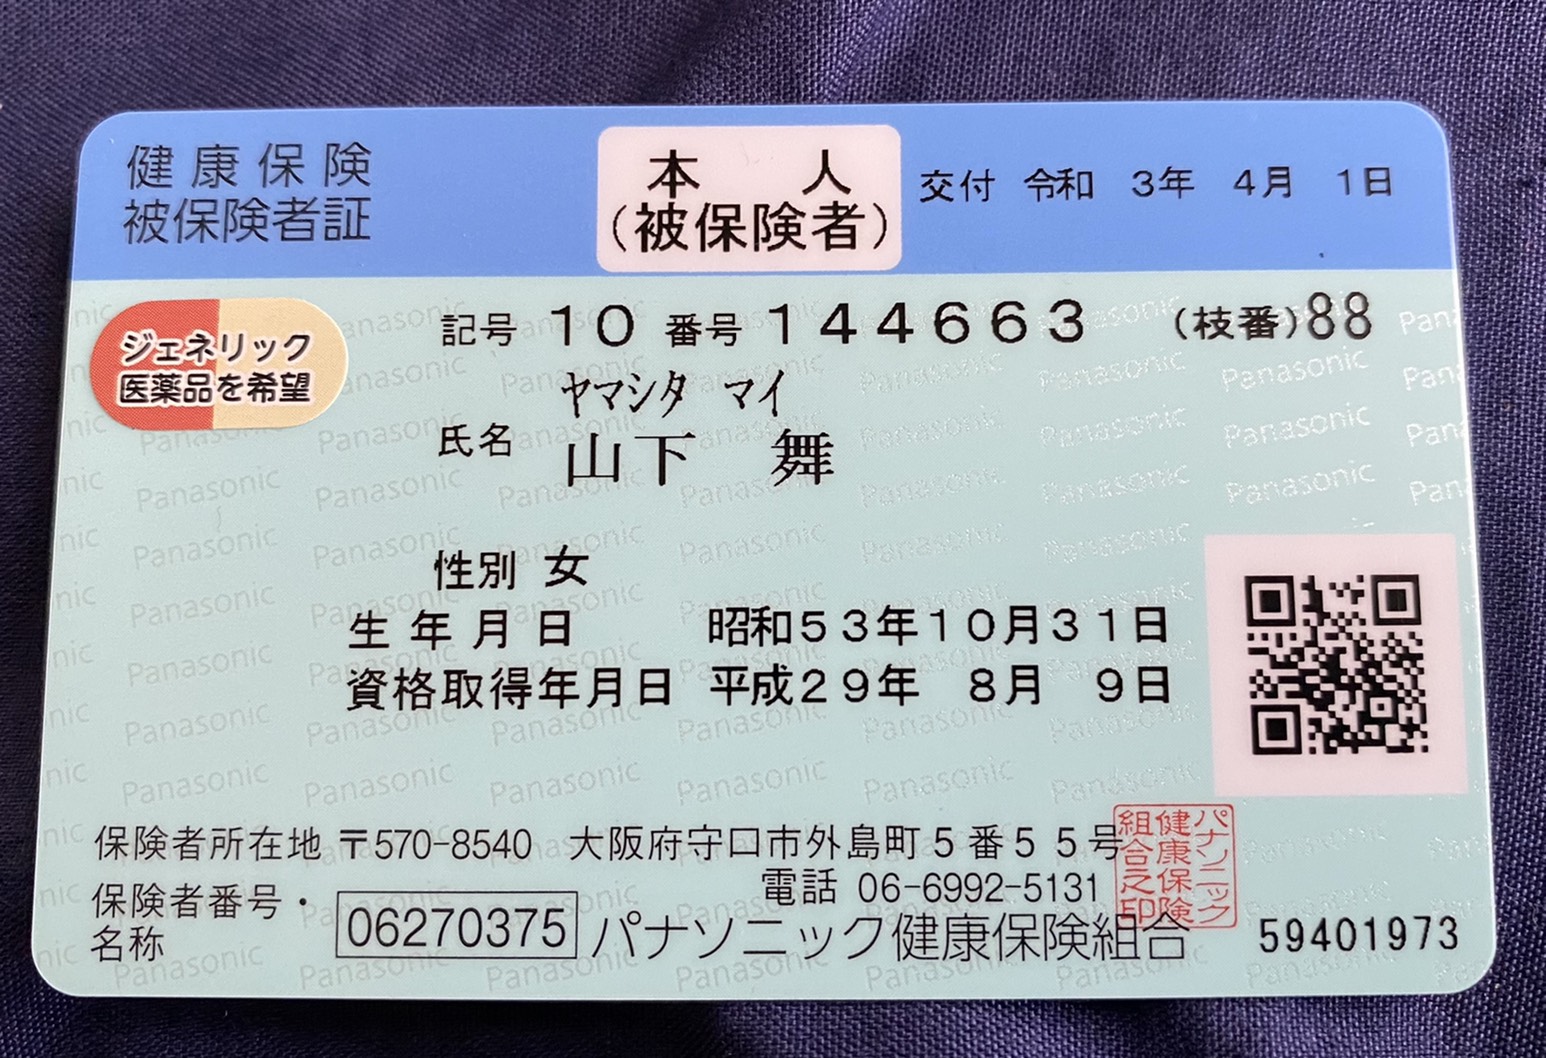 健康保険
被保険者証
本人
(被保険者)
交付 令和 3年 4月 1日
ジェネリック
医薬品を希望
記号 10 番号 144663 (枝番)88
ヤマシタ マイ
氏名 山下 舞
性別 女
生年月日 昭和53年10月31日
資格取得年月日 平成29年 8月 9日
保険者所在地 〒570-8540 大阪府守口市外島町5番55号
電話 06-6992-5131
保険者番号・
名称
06270375 パナソニック健康保険組合
パナソニック
健康保険
組合之印
59401973
Panasonic